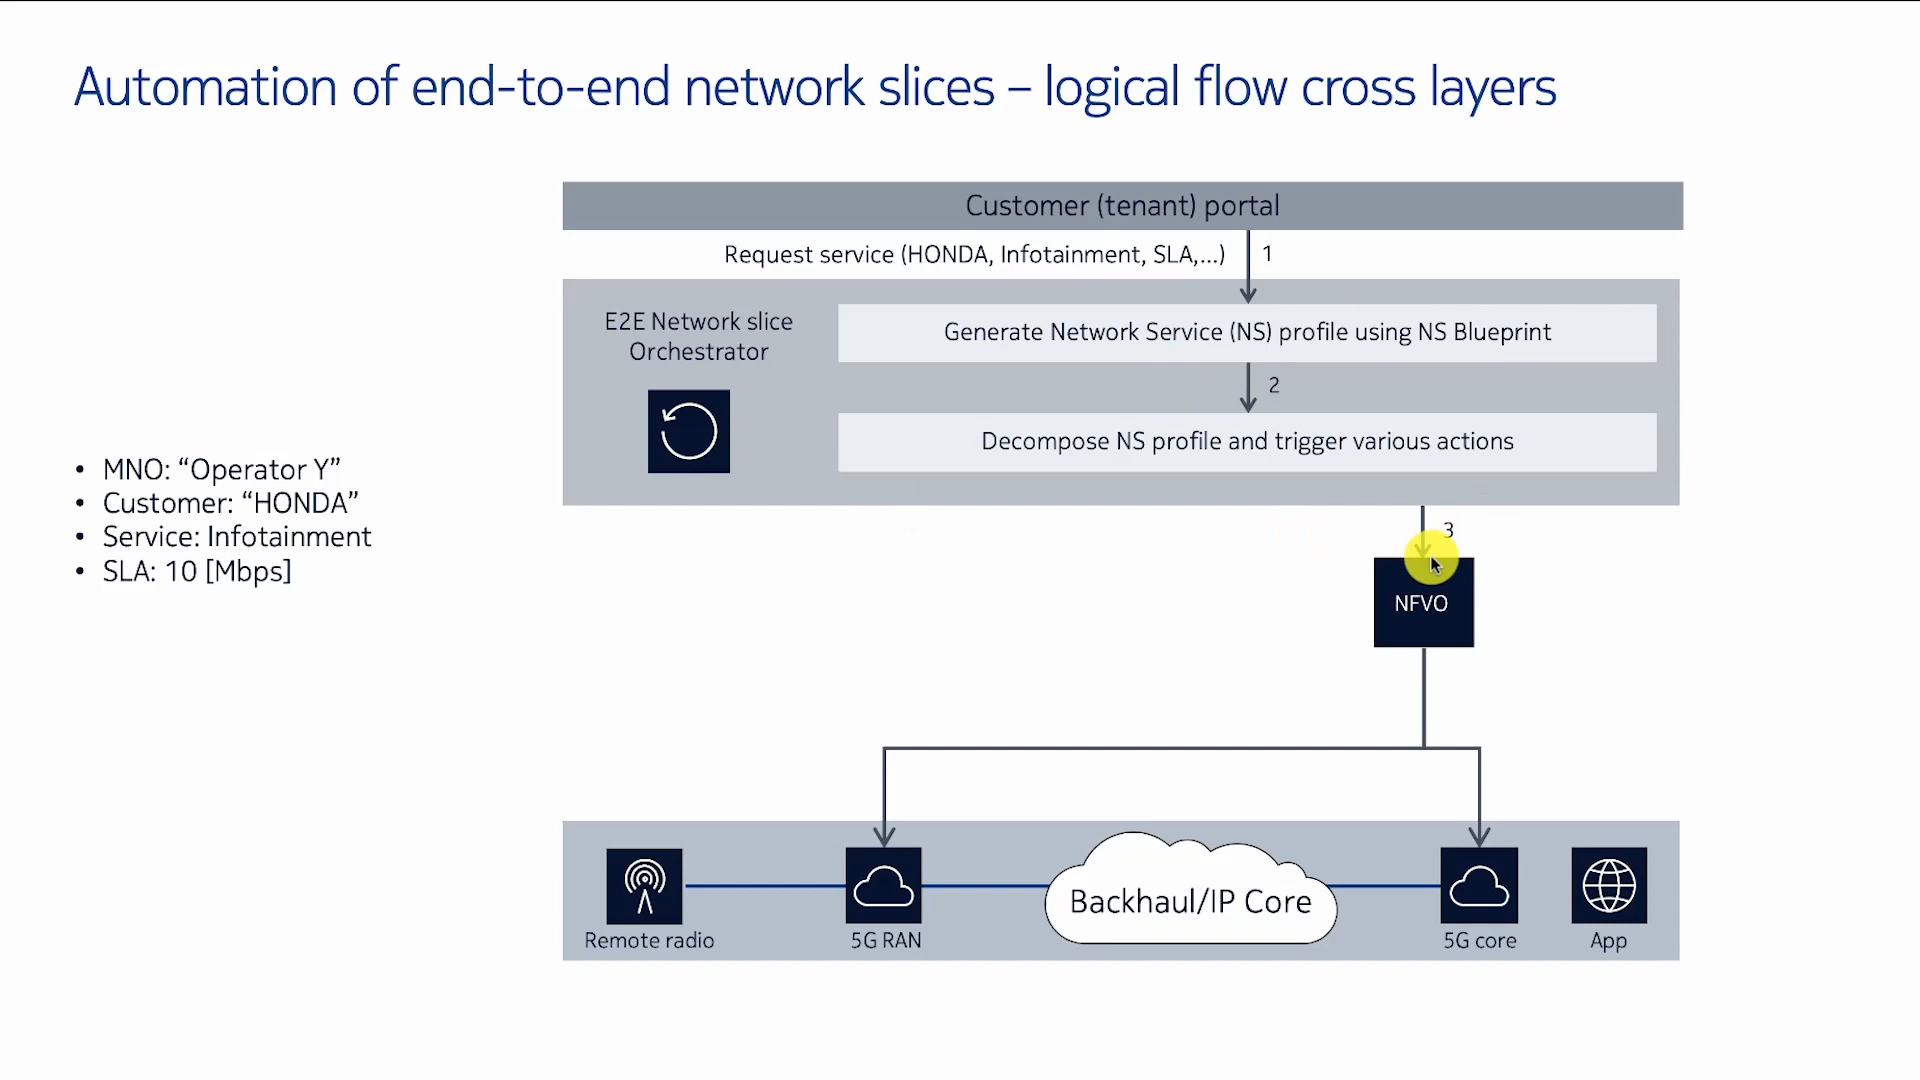 Automation of end-to-end network slices – logical flow cross layers
Customer (tenant) portal
Request service (HONDA, Infotainment, SLA,...)
1
E2E Network slice
Orchestrator
Generate Network Service (NS) profile using NS Blueprint
2
Decompose NS profile and trigger various actions
• MNO: “Operator Y”
• Customer: “HONDA”
• Service: Infotainment
• SLA: 10 [Mbps]
3
NFVO
Backhaul/IP Core
Remote radio
5G RAN
5G core
App